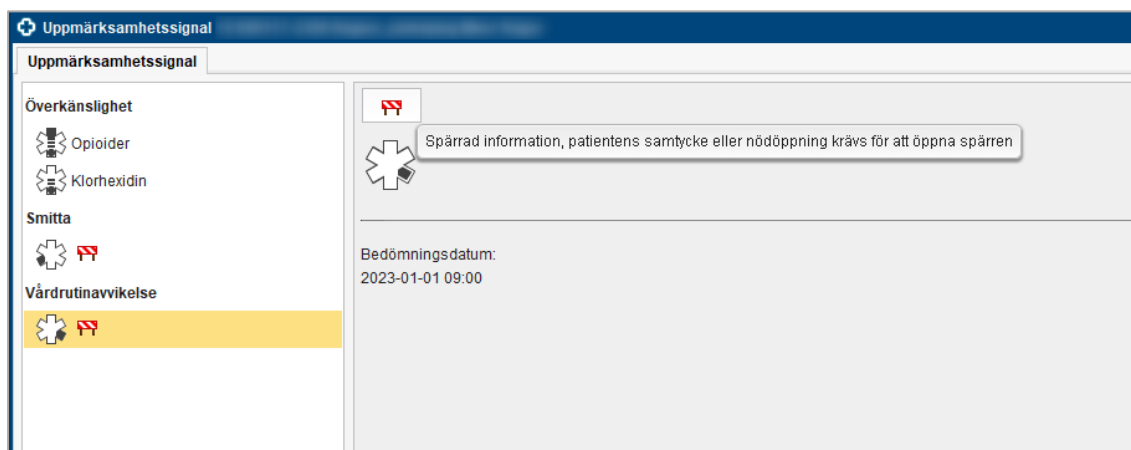 Uppmärksamhetssignal
Uppmärksamhetssignal
Överkänslighet
Opioider
Klorhexidin
Smitta
Vårdrutinavvikelse
Spärrad information, patientens samtycke eller nödöppning krävs för att öppna spärren
Bedömningsdatum:
2023-01-01 09:00